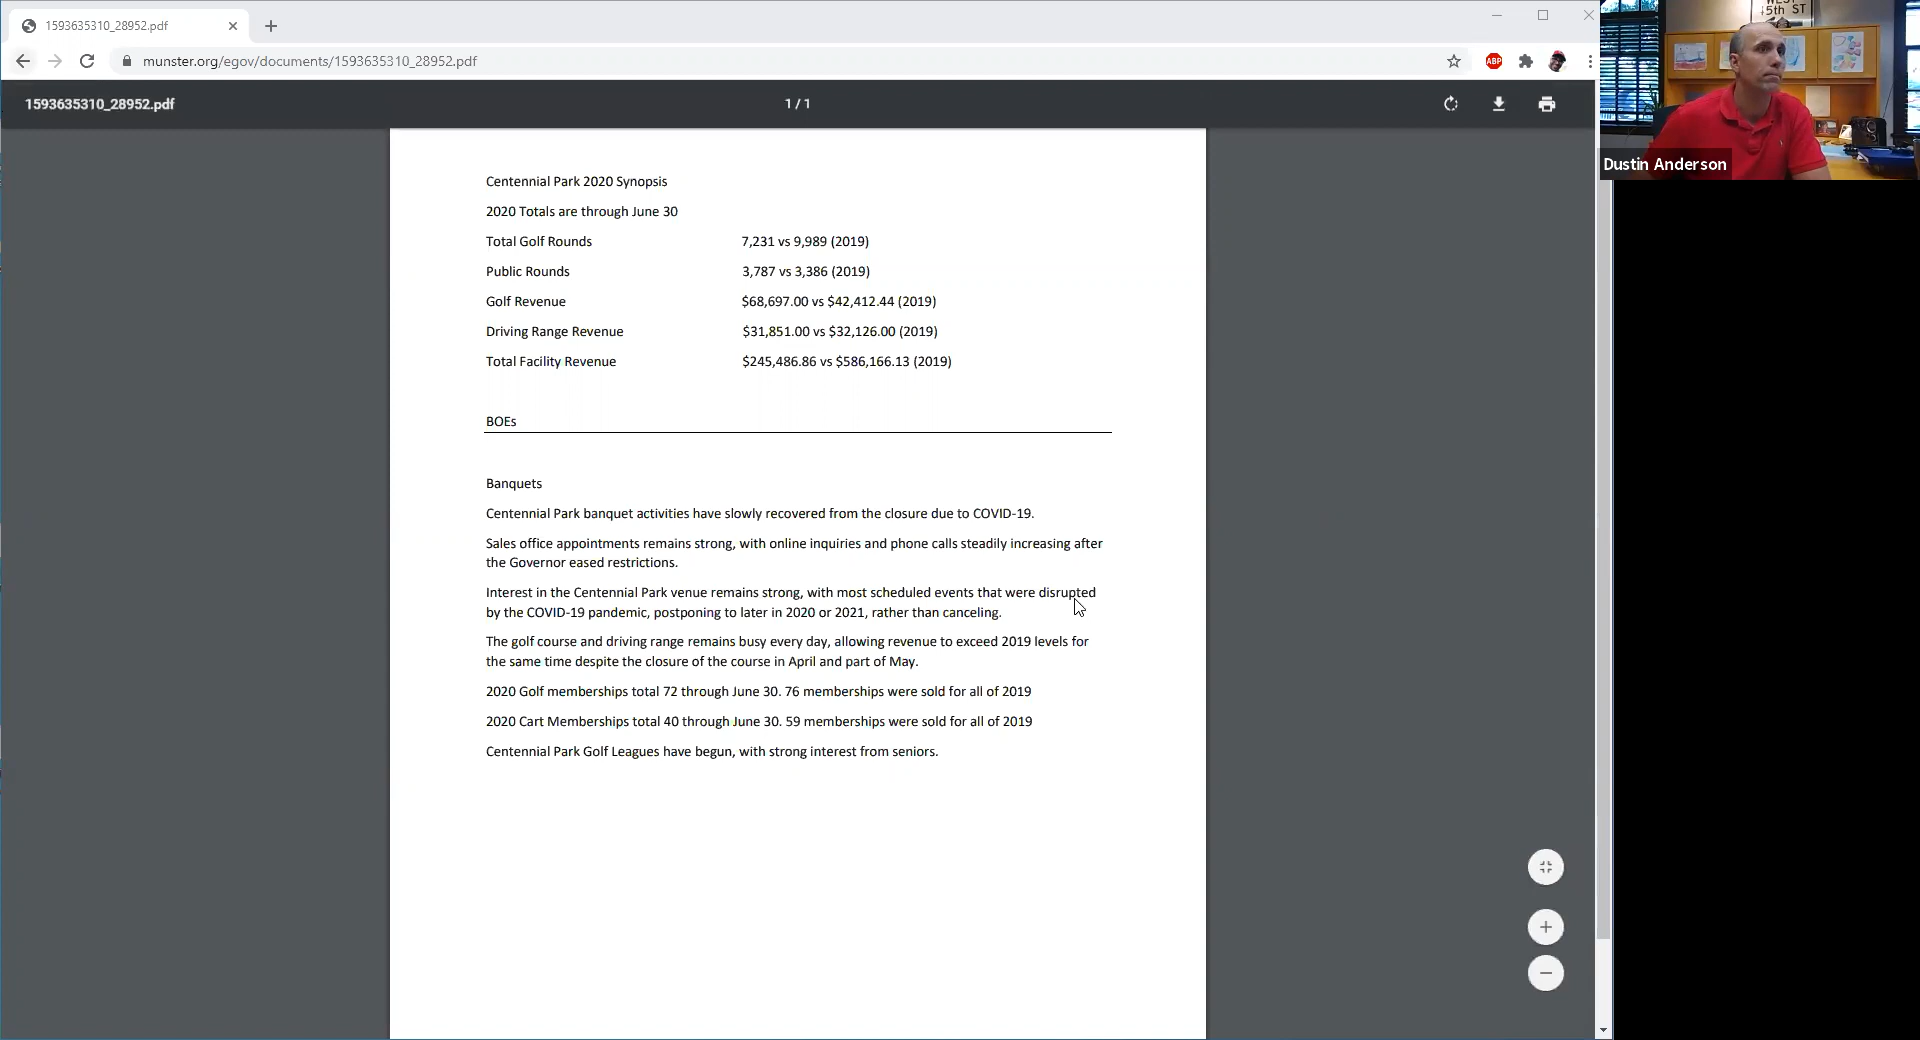 1593635310_28952.pdf
munster.org/egov/documents/1593635310_28952.pdf
ABP
1593635310_28952.pdf 1 / 1
WEST
15th ST
Dustin Anderson
Centennial Park 2020 Synopsis
2020 Totals are through June 30
Total Golf Rounds 7,231 vs 9,989 (2019)
Public Rounds 3,787 vs 3,386 (2019)
Golf Revenue $68,697.00 vs $42,412.44 (2019)
Driving Range Revenue $31,851.00 vs $32,126.00 (2019)
Total Facility Revenue $245,486.86 vs $586,166.13 (2019)
BOEs
Banquets
Centennial Park banquet activities have slowly recovered from the closure due to COVID-19.
Sales office appointments remains strong, with online inquiries and phone calls steadily increasing after
the Governor eased restrictions.
Interest in the Centennial Park venue remains strong, with most scheduled events that were disrupted
by the COVID-19 pandemic, postponing to later in 2020 or 2021, rather than canceling.
The golf course and driving range remains busy every day, allowing revenue to exceed 2019 levels for
the same time despite the closure of the course in April and part of May.
2020 Golf memberships total 72 through June 30. 76 memberships were sold for all of 2019
2020 Cart Memberships total 40 through June 30. 59 memberships were sold for all of 2019
Centennial Park Golf Leagues have begun, with strong interest from seniors.